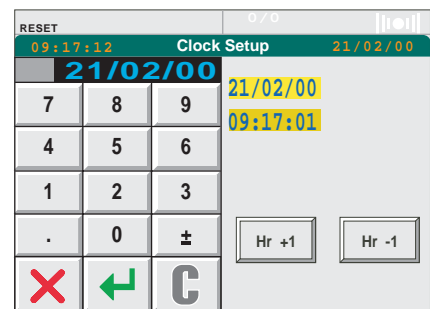 0/0
RESET
09:17:12 Clock Setup 21/02/00
21/02/00
21/02/00
09:17:01
7 8 9
4 5 6
1 2 3
. 0 ±
Hr +1 Hr -1
C